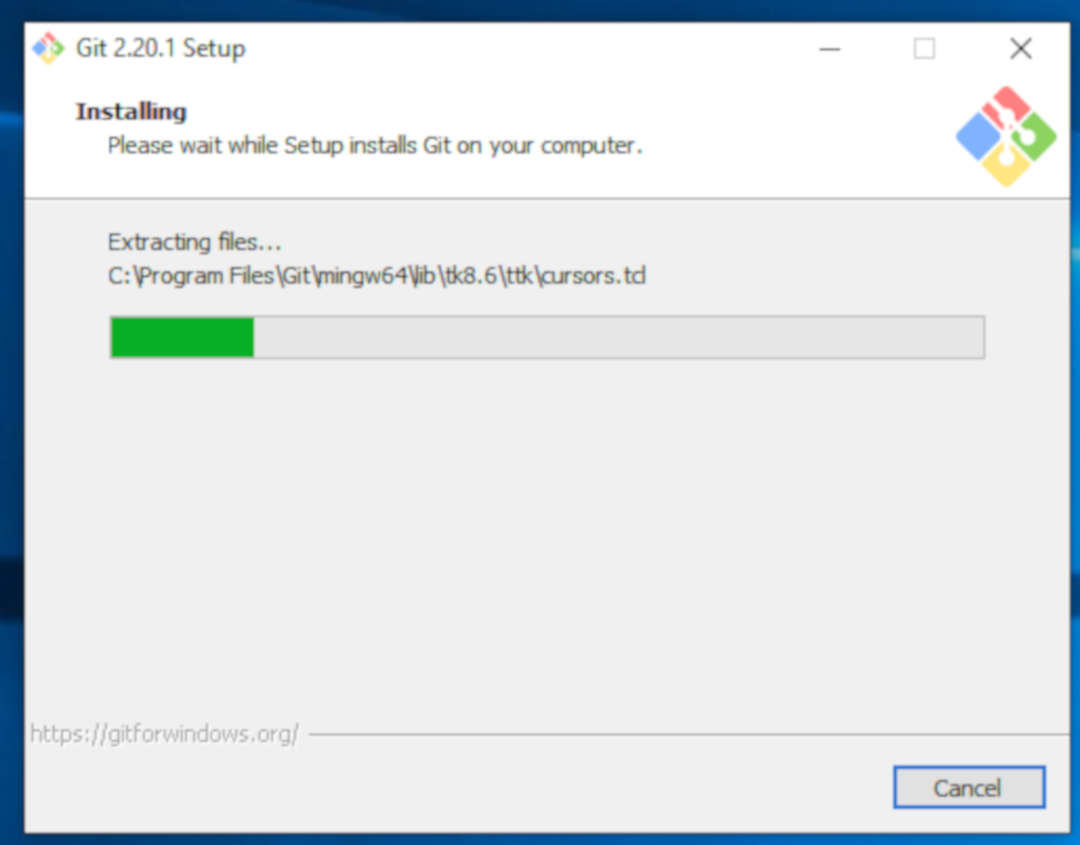 Git 2.20.1 Setup
Installing
Please wait while Setup installs Git on your computer.
Extracting files...
C:\Program Files\Git\mingw64\lib\tk8.6\ttk\cursors.tcl
https://gitforwindows.org/
Cancel